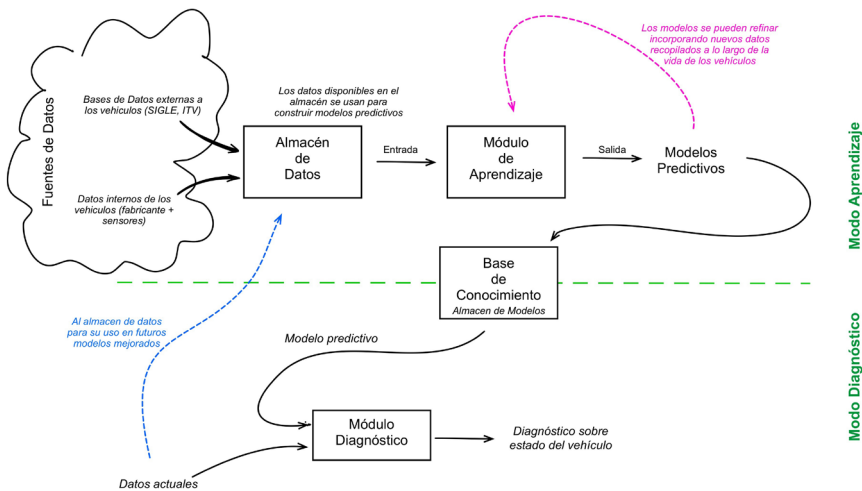 Los modelos se pueden refinar
incorporando nuevos datos
recopilados a lo largo de la
vida de los vehículos
Fuentes de Datos
Bases de Datos externas a
los vehiculos (SIGLE, ITV)
Los datos disponibles en el
almacén se usan para
construir modelos predictivos
Almacén
de
Datos
Entrada
Módulo
de
Aprendizaje
Salida
Modelos
Predictivos
Modo Aprendizaje
Datos internos de los
vehiculos (fabricante +
sensores)
Base
de
Conocimiento
Almacen de Modelos
Al almacen de datos
para su uso en futuros
modelos mejorados
Modelo predictivo
Modo Diagnóstico
Módulo
Diagnóstico
Diagnóstico sobre
estado del vehículo
Datos actuales